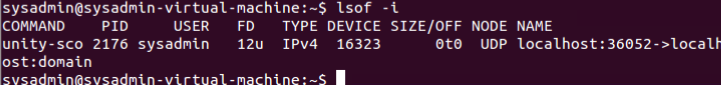 sysadmin@sysadmin-virtual-machine:~$ lsof -i
COMMAND    PID     USER   FD   TYPE DEVICE SIZE/OFF NODE NAME
unity-sco 2176 sysadmin   12u  IPv4  16323      0t0  UDP localhost:36052->localh
ost:domain
sysadmin@sysadmin-virtual-machine:~$